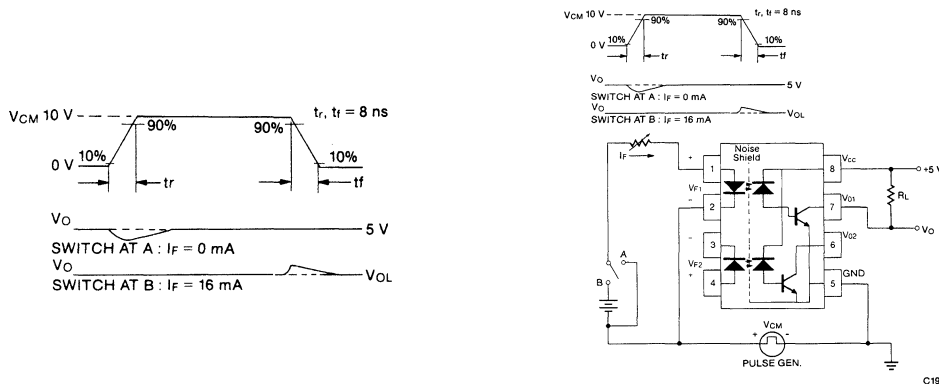 VCM 10 V
tr, tf = 8 ns
90%
90%
10%
10%
0 V
tr
tf
VO
5 V
SWITCH AT A : IF = 0 mA
VO
VOL
SWITCH AT B : IF = 16 mA
VCM 10 V
tr, tf = 8 ns
90%
90%
0 V
10%
10%
tr
tf
VO
5 V
SWITCH AT A : IF = 0 mA
VO
VOL
SWITCH AT B : IF = 16 mA
IF
Noise
Shield
+
1
8
VCC
+5 V
VF1
RL
-
2
7
VO1
VO
-
3
6
VO2
A
VF2
B
+
4
5
GND
VCM
+
-
PULSE GEN.
C19